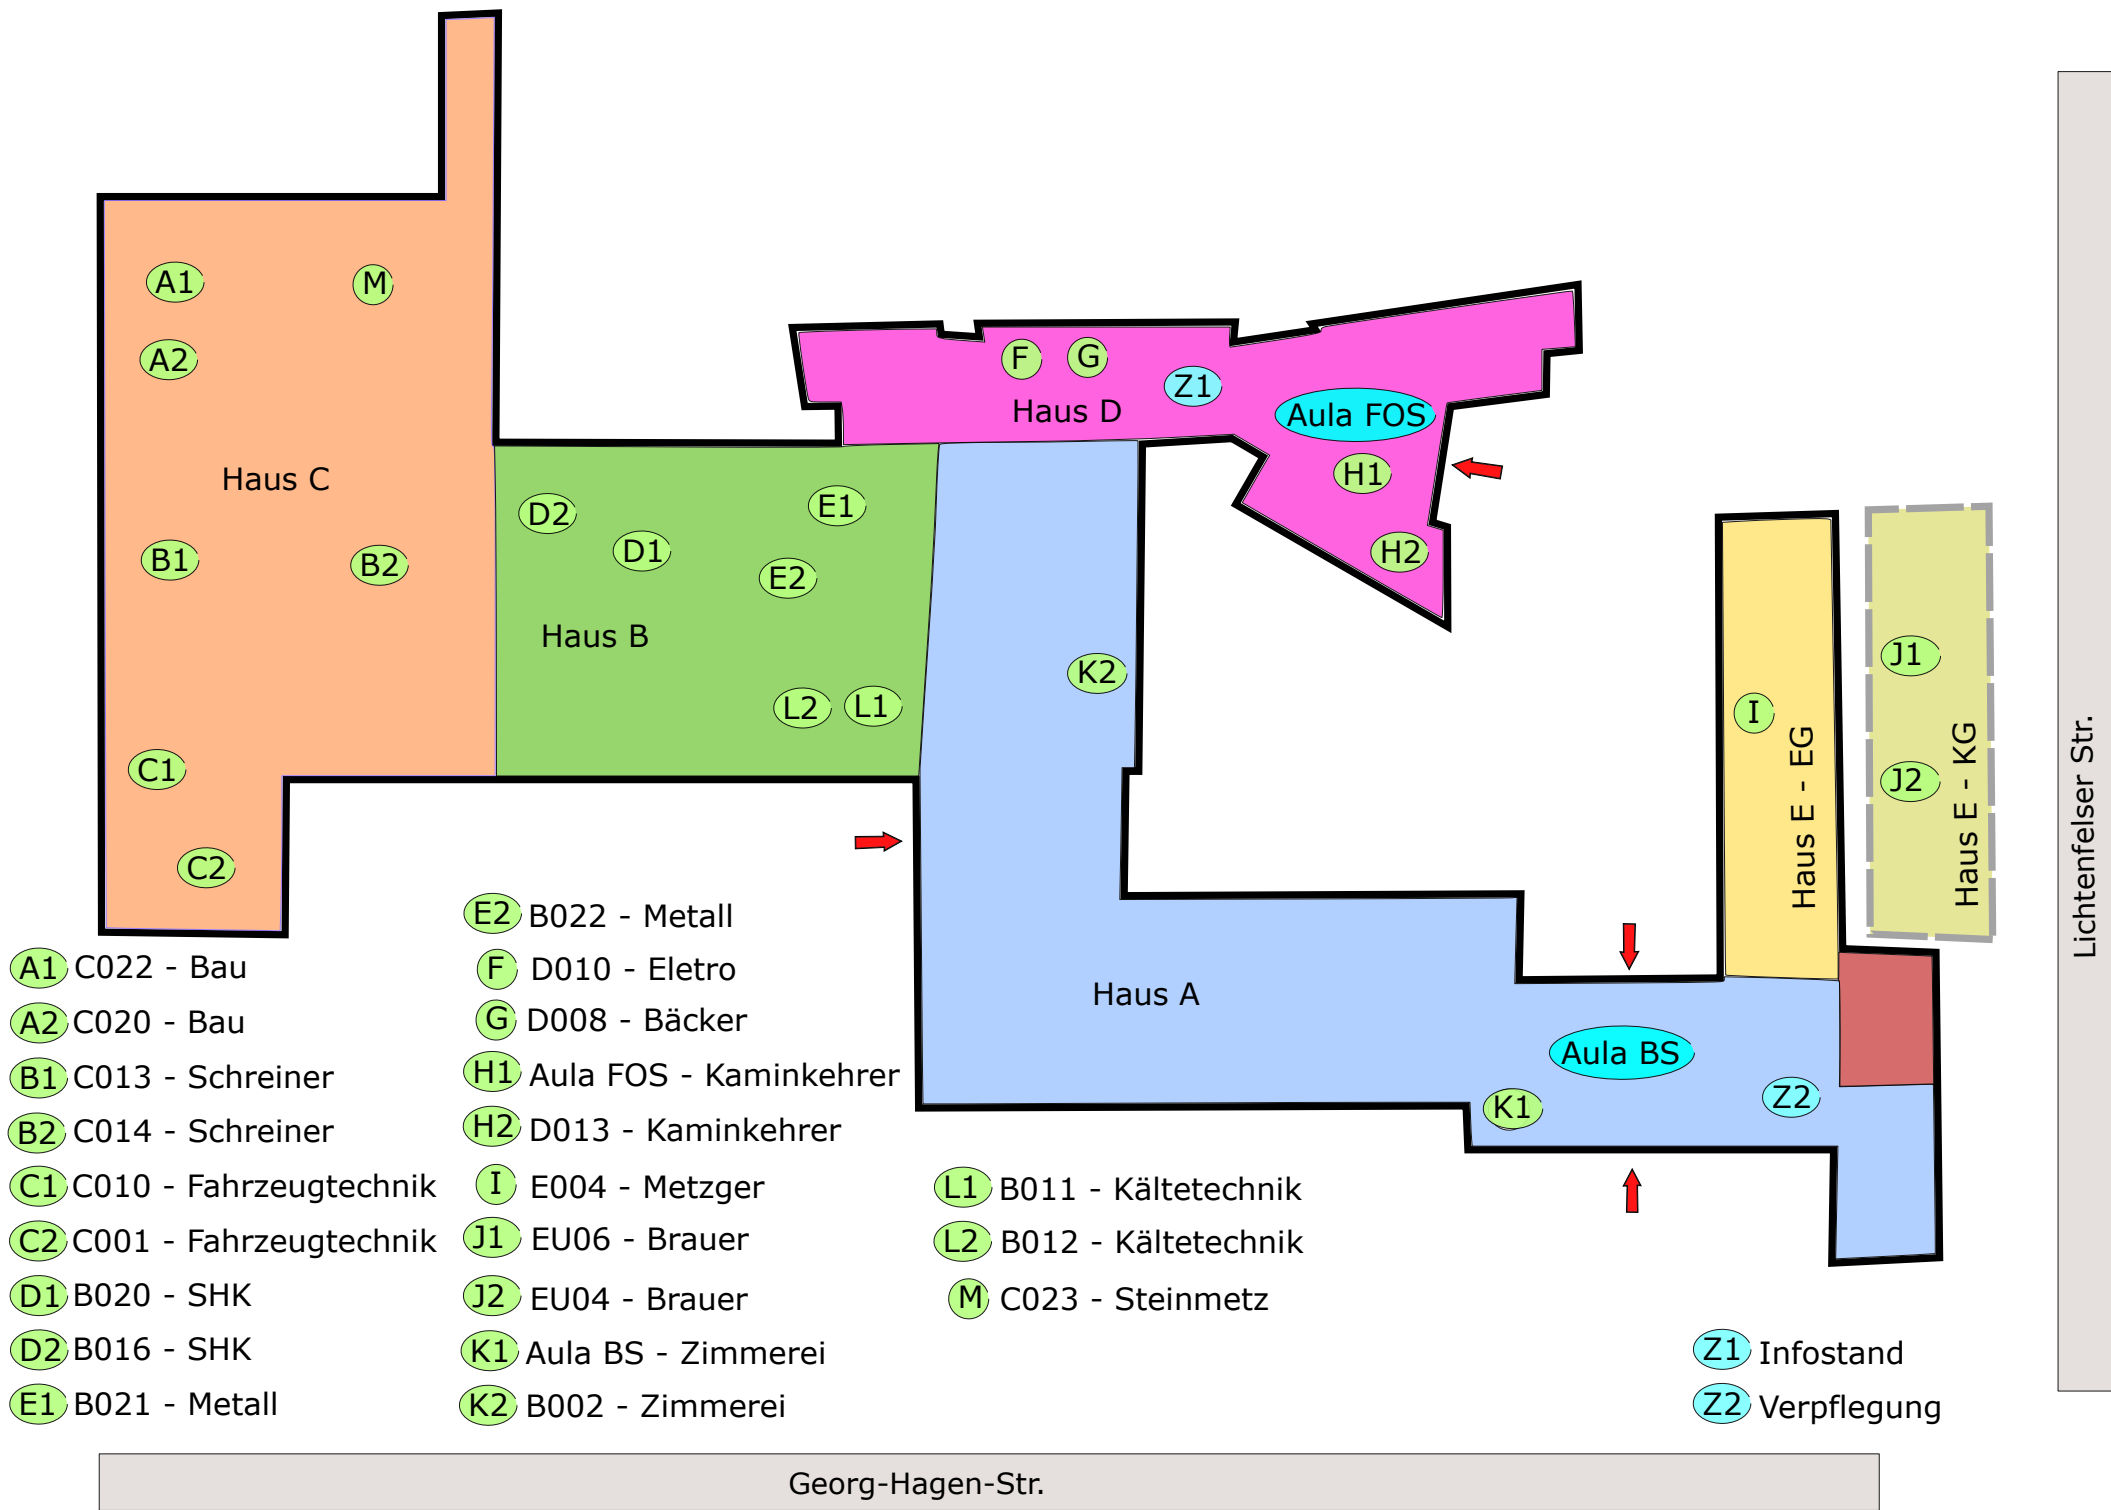 A1
M
A2
F
G
Z1
Haus D
Aula FOS
Haus C
H1
D2
E1
D1
H2
B1
B2
E2
Haus B
J1
K2
L2
L1
I
C1
J2
Haus E - EG
Haus E - KG
Lichtenfelser Str.
C2
Haus A
Aula BS
K1
Z2
A1 C022 - Bau
A2 C020 - Bau
B1 C013 - Schreiner
B2 C014 - Schreiner
C1 C010 - Fahrzeugtechnik
C2 C001 - Fahrzeugtechnik
D1 B020 - SHK
D2 B016 - SHK
E1 B021 - Metall
E2 B022 - Metall
F D010 - Eletro
G D008 - Bäcker
H1 Aula FOS - Kaminkehrer
H2 D013 - Kaminkehrer
I E004 - Metzger
J1 EU06 - Brauer
J2 EU04 - Brauer
K1 Aula BS - Zimmerei
K2 B002 - Zimmerei
L1 B011 - Kältetechnik
L2 B012 - Kältetechnik
M C023 - Steinmetz
Z1 Infostand
Z2 Verpflegung
Georg-Hagen-Str.